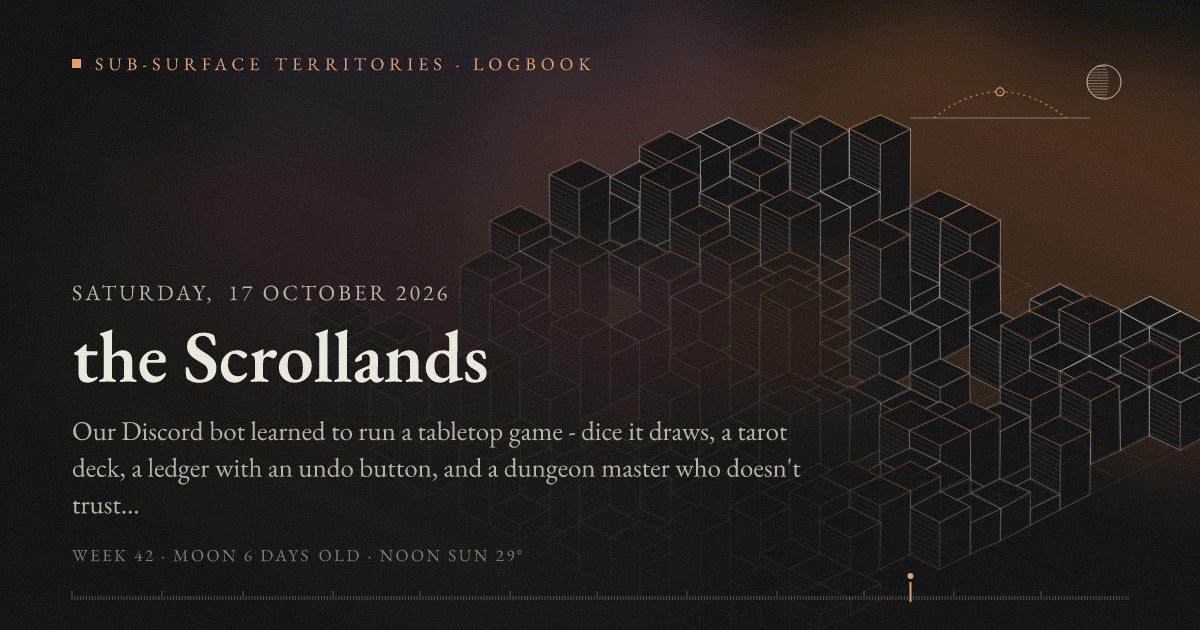 SUB-SURFACE TERRITORIES · LOGBOOK
SATURDAY, 17 OCTOBER 2026
the Scrollands
Our Discord bot learned to run a tabletop game - dice it draws, a tarot
deck, a ledger with an undo button, and a dungeon master who doesn't
trust...
WEEK 42 · MOON 6 DAYS OLD · NOON SUN 29°